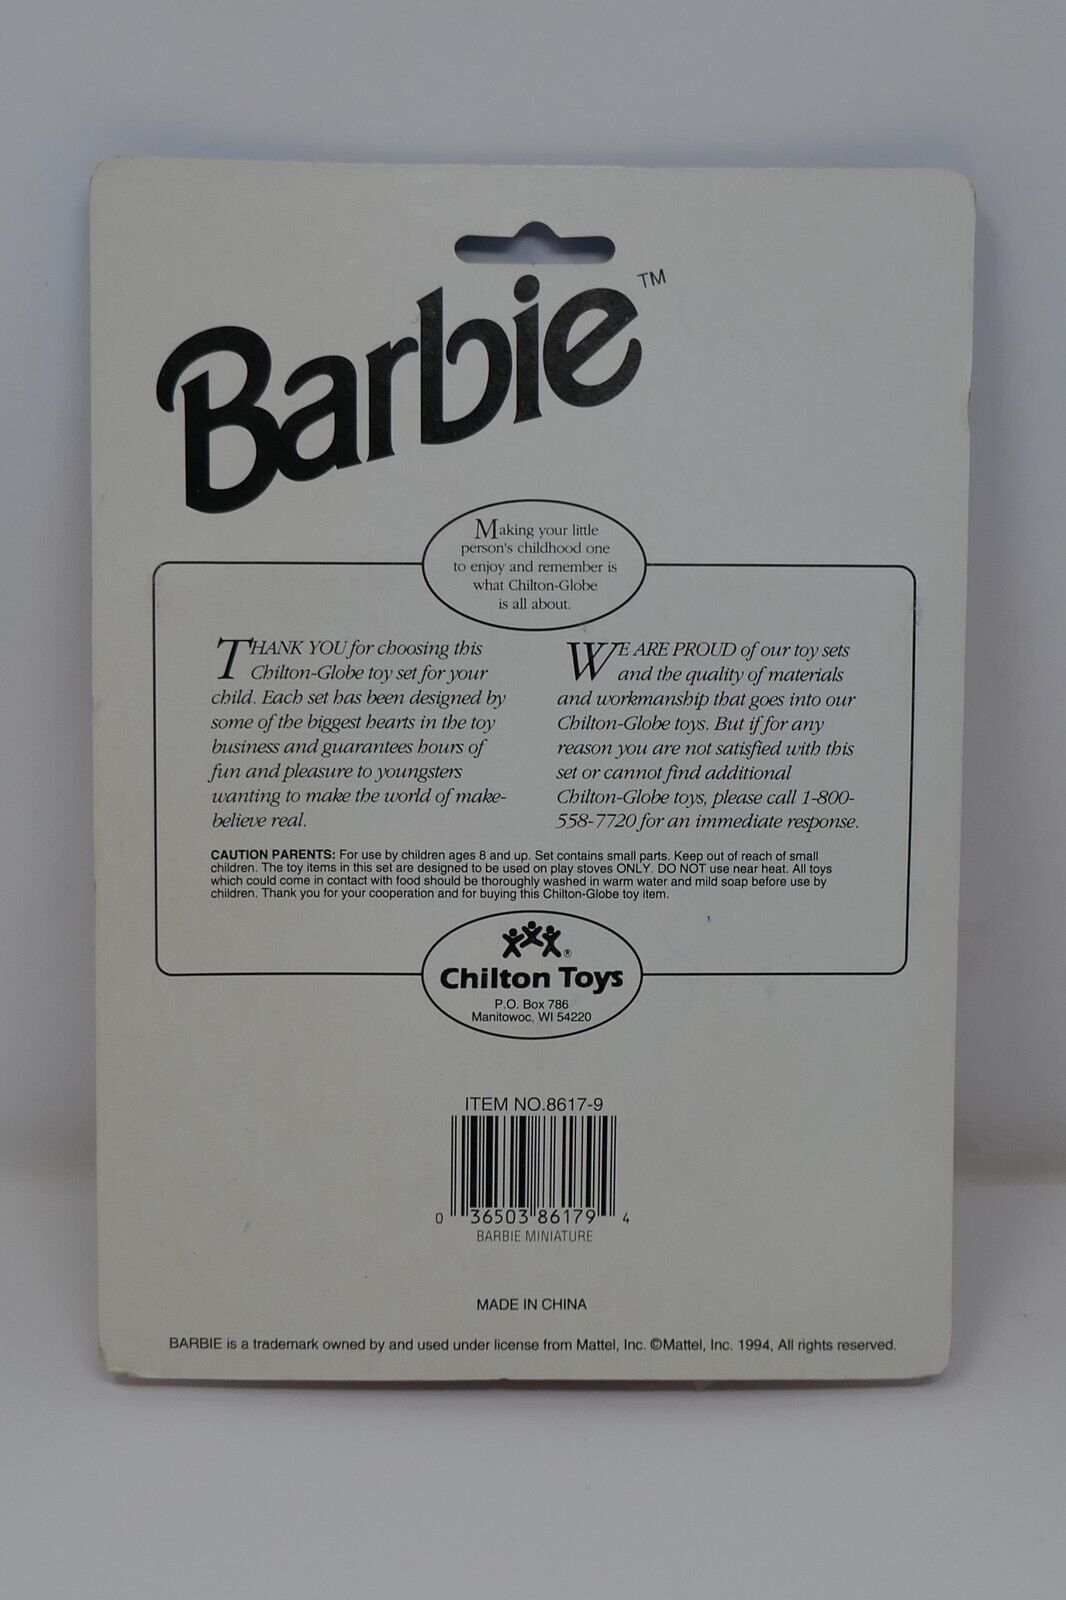 Barbie™
Making your little
person's childhood one
to enjoy and remember is
what Chilton-Globe
is all about.
THANK YOU for choosing this
Chilton-Globe toy set for your
child. Each set has been designed by
some of the biggest hearts in the toy
business and guarantees hours of
fun and pleasure to youngsters
wanting to make the world of make-
believe real.
WE ARE PROUD of our toy sets
and the quality of materials
and workmanship that goes into our
Chilton-Globe toys. But if for any
reason you are not satisfied with this
set or cannot find additional
Chilton-Globe toys, please call 1-800-
558-7720 for an immediate response.
CAUTION PARENTS: For use by children ages 8 and up. Set contains small parts. Keep out of reach of small
children. The toy items in this set are designed to be used on play stoves ONLY. DO NOT use near heat. All toys
which could come in contact with food should be thoroughly washed in warm water and mild soap before use by
children. Thank you for your cooperation and for buying this Chilton-Globe toy item.
®
Chilton Toys
P.O. Box 786
Manitowoc, WI 54220
ITEM NO.8617-9
0 36503 86179 4
BARBIE MINIATURE
MADE IN CHINA
BARBIE is a trademark owned by and used under license from Mattel, Inc. ©Mattel, Inc. 1994, All rights reserved.